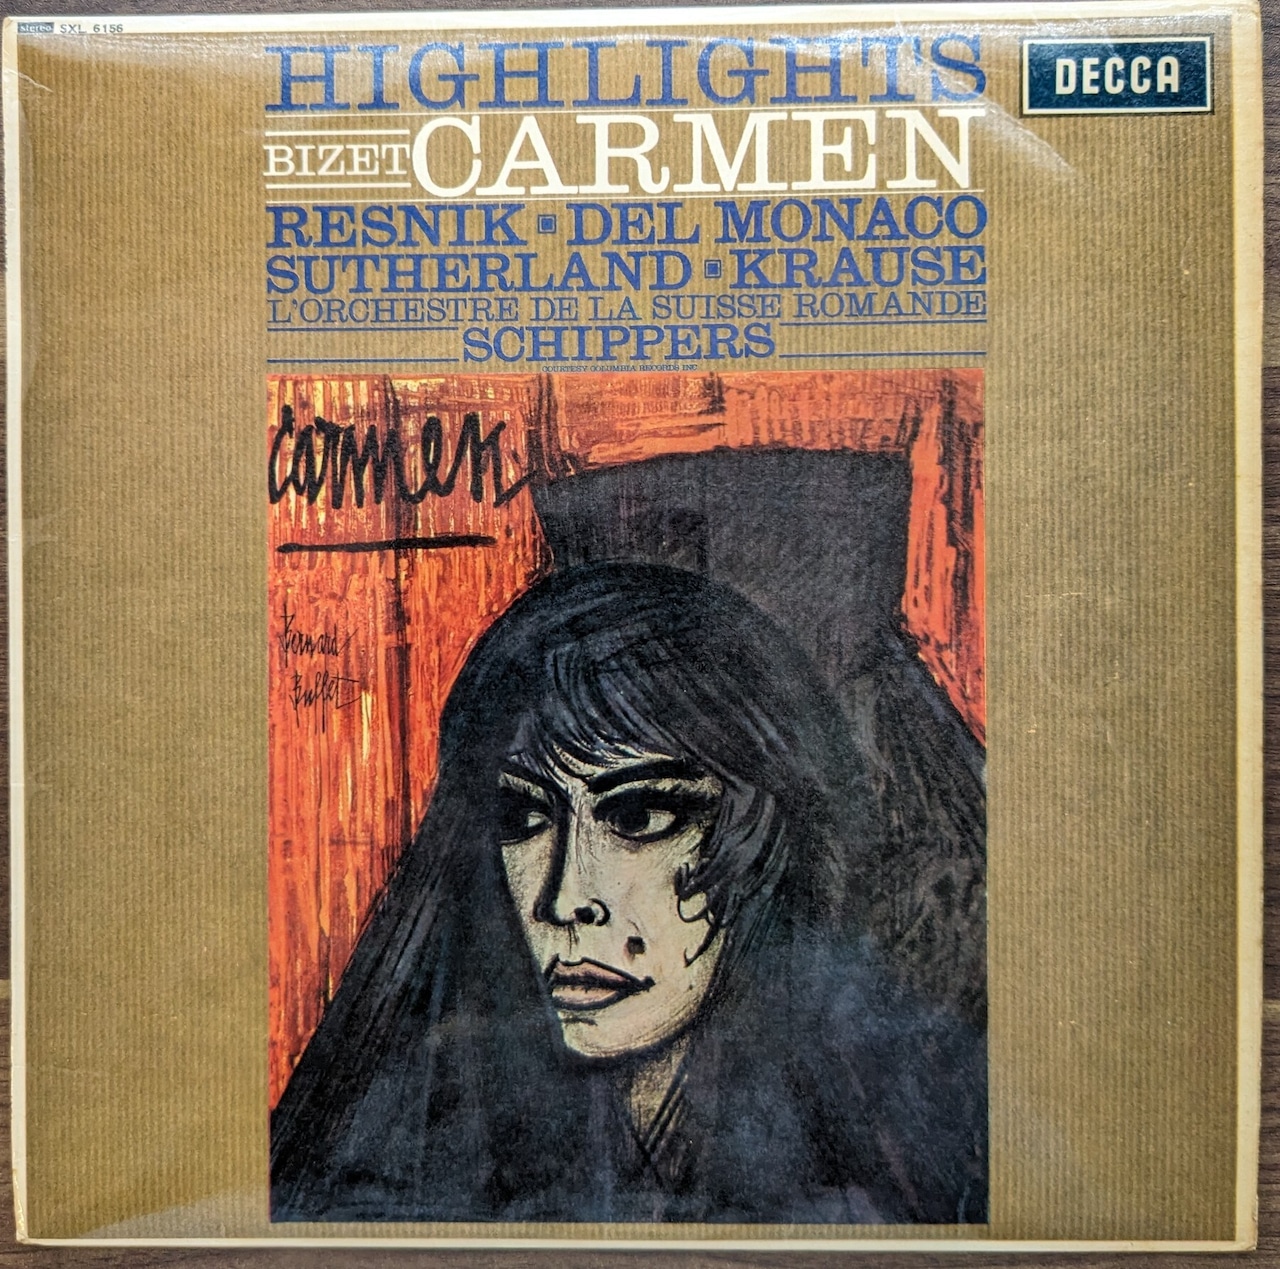 stereo SXL 6156
HIGHLIGHTS
DECCA
BIZET CARMEN
RESNIK ▪ DEL MONACO
SUTHERLAND ▪ KRAUSE
L'ORCHESTRE DE LA SUISSE ROMANDE
SCHIPPERS
COURTESY COLUMBIA RECORDS INC
carmen
Bernard
Buffet